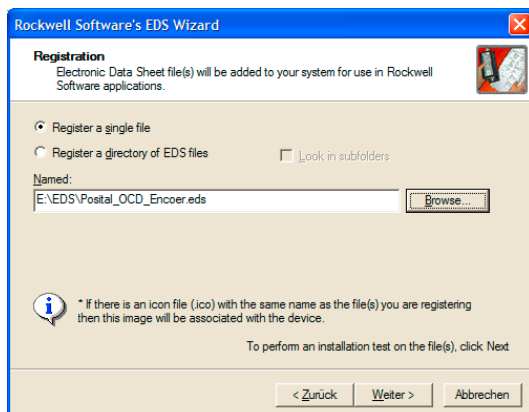 Rockwell Software's EDS Wizard
Registration
Electronic Data Sheet file(s) will be added to your system for use in Rockwell
Software applications.
Register a single file
Register a directory of EDS files
Look in subfolders
Named:
E:\EDS\Posital_OCD_Encoer.eds
Browse...
* If there is an icon file (.ico) with the same name as the file(s) you are registering
then this image will be associated with the device.
To perform an installation test on the file(s), click Next
< Zurück
Weiter >
Abbrechen